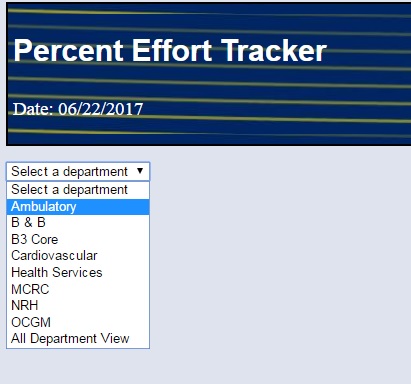 Percent Effort Tracker
Date: 06/22/2017
Select a department
Select a department
Ambulatory
B & B
B3 Core
Cardiovascular
Health Services
MCRC
NRH
OCGM
All Department View